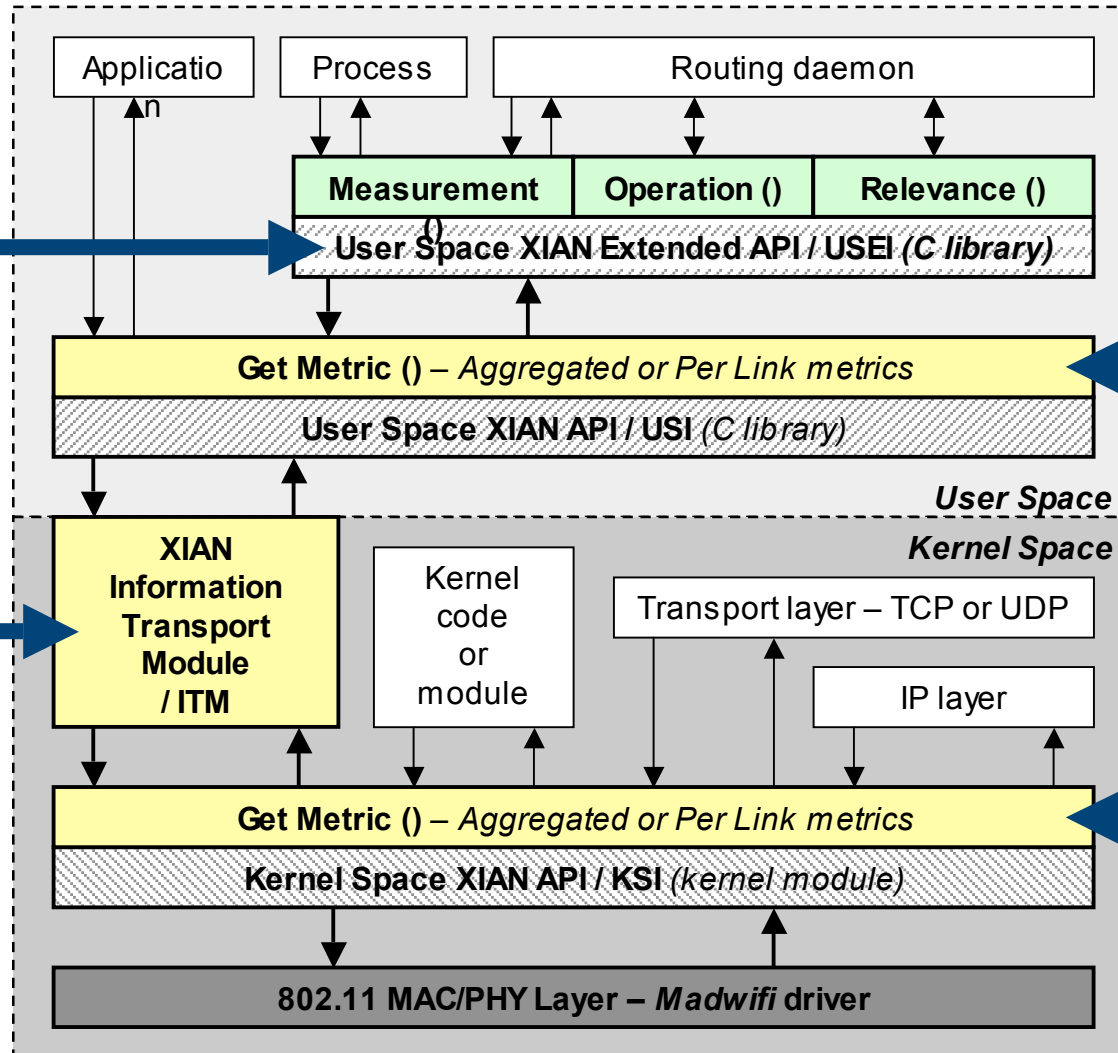 Applicatio
n
Process
Routing daemon
Measurement
()
Operation ()
Relevance ()
User Space XIAN Extended API / USEI (C library)
Get Metric () – Aggregated or Per Link metrics
User Space XIAN API / USI (C library)
User Space
Kernel Space
XIAN
Information
Transport
Module
/ ITM
Kernel
code
or
module
Transport layer – TCP or UDP
IP layer
Get Metric () – Aggregated or Per Link metrics
Kernel Space XIAN API / KSI (kernel module)
802.11 MAC/PHY Layer – Madwifi driver